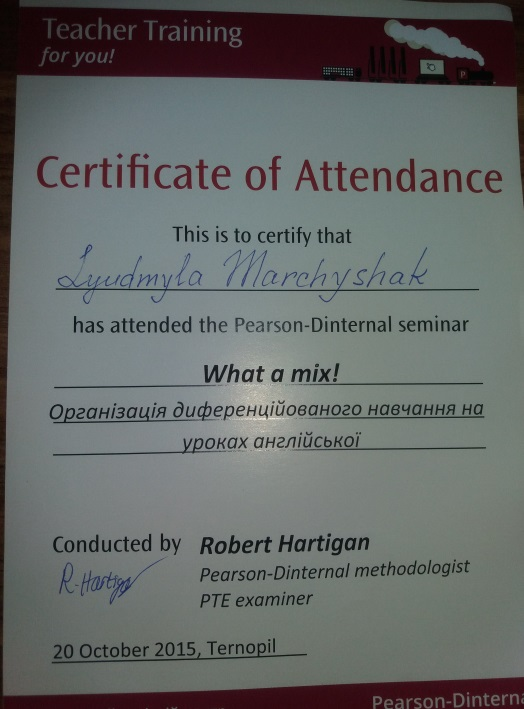 Teacher Training
for you!
P
Certificate of Attendance
This is to certify that
Lyudmyla Marchyshak
has attended the Pearson-Dinternal seminar
What a mix!
Організація диференційованого навчання на
уроках англійської
Conducted by Robert Hartigan
R. Hartigan
Pearson-Dinternal methodologist
PTE examiner
20 October 2015, Ternopil
Pearson-Dinterna